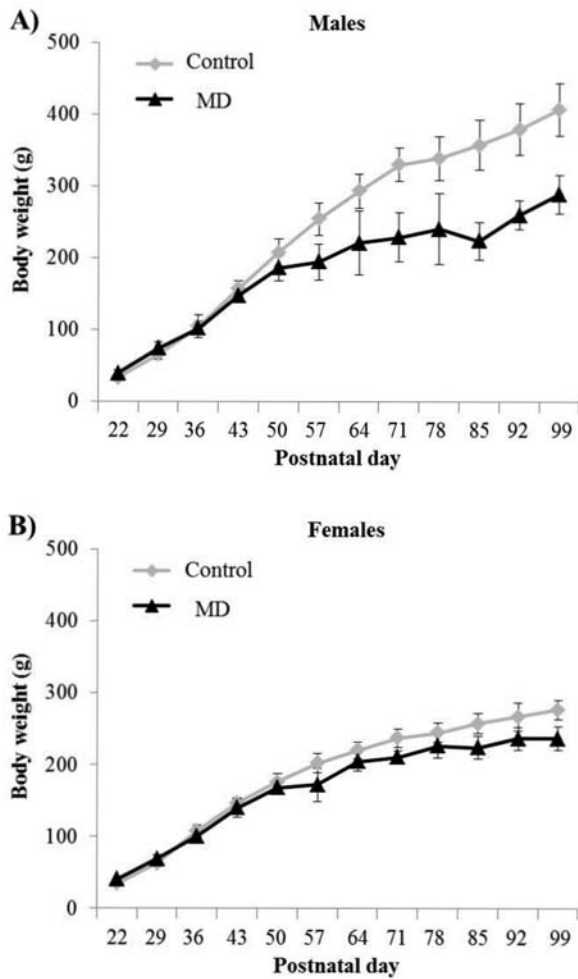 A)
Males
500
400
300
200
100
0
Body weight (g)
Control
MD
22 29 36 43 50 57 64 71 78 85 92 99
Postnatal day
B)
Females
500
400
300
200
100
0
Body weight (g)
Control
MD
22 29 36 43 50 57 64 71 78 85 92 99
Postnatal day